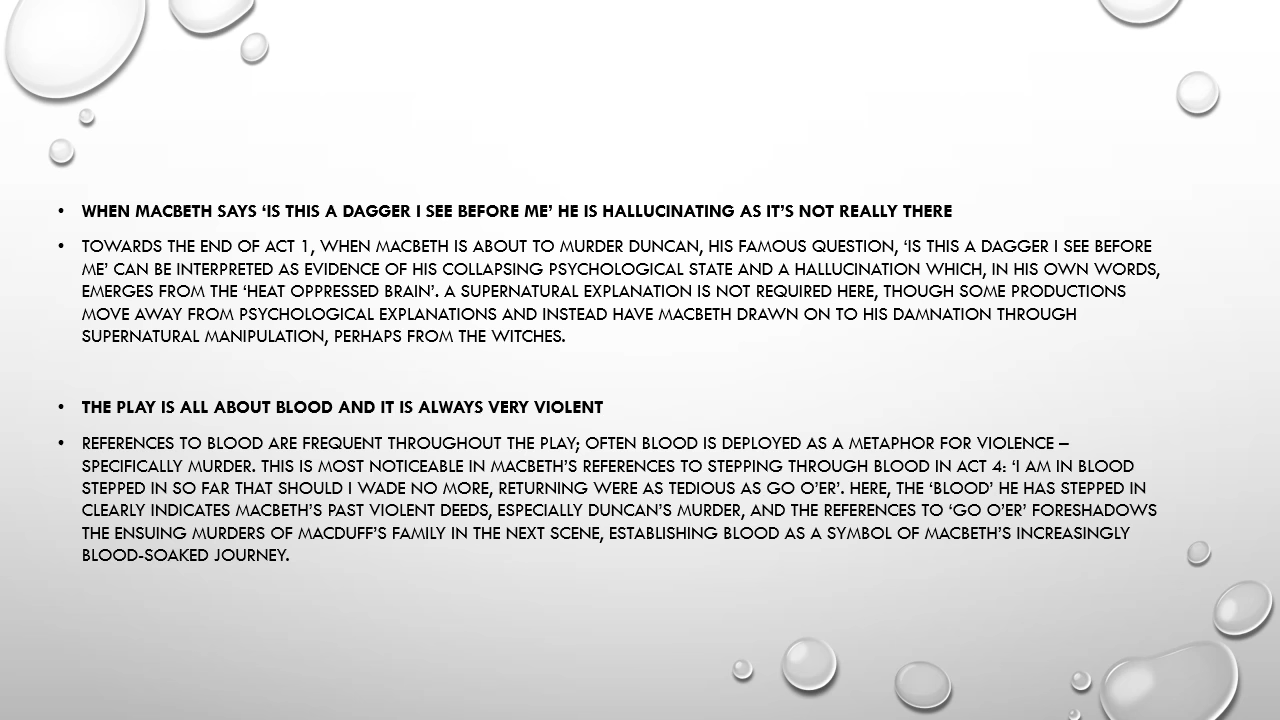 • WHEN MACBETH SAYS ‘IS THIS A DAGGER I SEE BEFORE ME’ HE IS HALLUCINATING AS IT’S NOT REALLY THERE
• TOWARDS THE END OF ACT 1, WHEN MACBETH IS ABOUT TO MURDER DUNCAN, HIS FAMOUS QUESTION, ‘IS THIS A DAGGER I SEE BEFORE
ME’ CAN BE INTERPRETED AS EVIDENCE OF HIS COLLAPSING PSYCHOLOGICAL STATE AND A HALLUCINATION WHICH, IN HIS OWN WORDS,
EMERGES FROM THE ‘HEAT OPPRESSED BRAIN’. A SUPERNATURAL EXPLANATION IS NOT REQUIRED HERE, THOUGH SOME PRODUCTIONS
MOVE AWAY FROM PSYCHOLOGICAL EXPLANATIONS AND INSTEAD HAVE MACBETH DRAWN ON TO HIS DAMNATION THROUGH
SUPERNATURAL MANIPULATION, PERHAPS FROM THE WITCHES.
• THE PLAY IS ALL ABOUT BLOOD AND IT IS ALWAYS VERY VIOLENT
• REFERENCES TO BLOOD ARE FREQUENT THROUGHOUT THE PLAY; OFTEN BLOOD IS DEPLOYED AS A METAPHOR FOR VIOLENCE –
SPECIFICALLY MURDER. THIS IS MOST NOTICEABLE IN MACBETH’S REFERENCES TO STEPPING THROUGH BLOOD IN ACT 4: ‘I AM IN BLOOD
STEPPED IN SO FAR THAT SHOULD I WADE NO MORE, RETURNING WERE AS TEDIOUS AS GO O’ER’. HERE, THE ‘BLOOD’ HE HAS STEPPED IN
CLEARLY INDICATES MACBETH’S PAST VIOLENT DEEDS, ESPECIALLY DUNCAN’S MURDER, AND THE REFERENCES TO ‘GO O’ER’ FORESHADOWS
THE ENSUING MURDERS OF MACDUFF’S FAMILY IN THE NEXT SCENE, ESTABLISHING BLOOD AS A SYMBOL OF MACBETH’S INCREASINGLY
BLOOD-SOAKED JOURNEY.